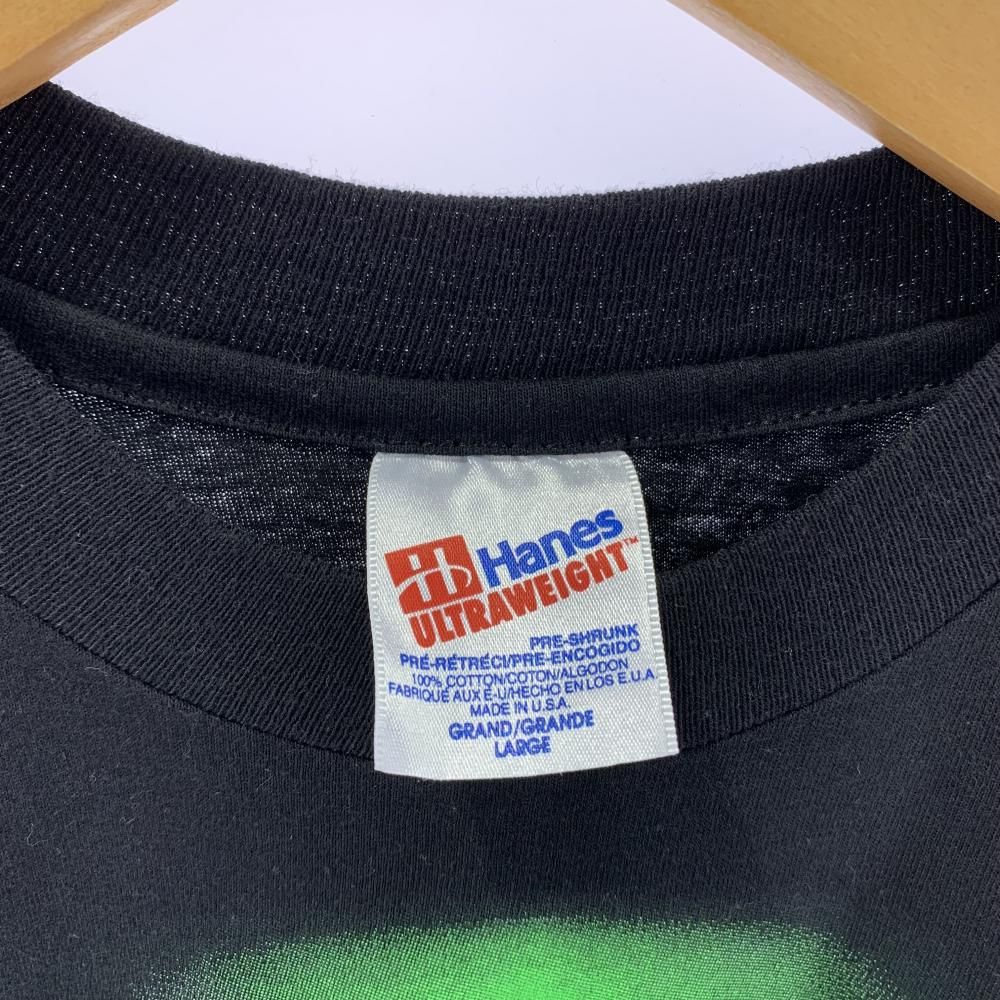 Hanes
ULTRAWEIGHT™
PRE-SHRUNK
PRÉ-RÉTRÉCI/PRE-ENCOGIDO
100% COTTON/COTON/ALGODON
FABRIQUÉ AUX É-U/HECHO EN LOS E.U.A.
MADE IN U.S.A.
GRAND/GRANDE
LARGE